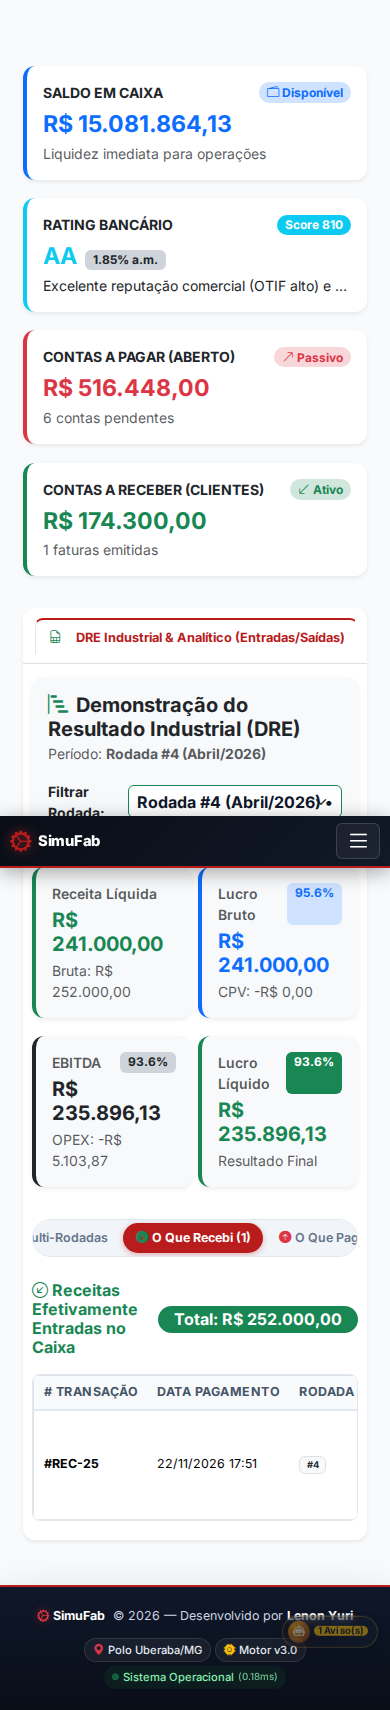 SALDO EM CAIXA
Disponível
R$ 15.081.864,13
Liquidez imediata para operações
RATING BANCÁRIO
Score 810
AA 1.85% a.m.
Excelente reputação comercial (OTIF alto) e ...
CONTAS A PAGAR (ABERTO)
Passivo
R$ 516.448,00
6 contas pendentes
CONTAS A RECEBER (CLIENTES)
Ativo
R$ 174.300,00
1 faturas emitidas
DRE Industrial & Analítico (Entradas/Saídas)
Demonstração do
Resultado Industrial (DRE)
Período: Rodada #4 (Abril/2026)
Filtrar
Rodada:
Rodada #4 (Abril/2026) •
SimuFab
Receita Líquida
R$
241.000,00
Bruta: R$
252.000,00
Lucro
Bruto
95.6%
R$
241.000,00
CPV: -R$ 0,00
EBITDA
93.6%
R$
235.896,13
OPEX: -R$
5.103,87
Lucro
Líquido
93.6%
R$
235.896,13
Resultado Final
ulti-Rodadas
O Que Recebi (1)
O Que Pag
Receitas
Efetivamente
Entradas no
Caixa
Total: R$ 252.000,00
# TRANSAÇÃO DATA PAGAMENTO RODADA
#REC-25 22/11/2026 17:51 #4
SimuFab © 2026 — Desenvolvido por Lenon Yuri
1 Aviso(s)
Polo Uberaba/MG
Motor v3.0
Sistema Operacional (0.18ms)